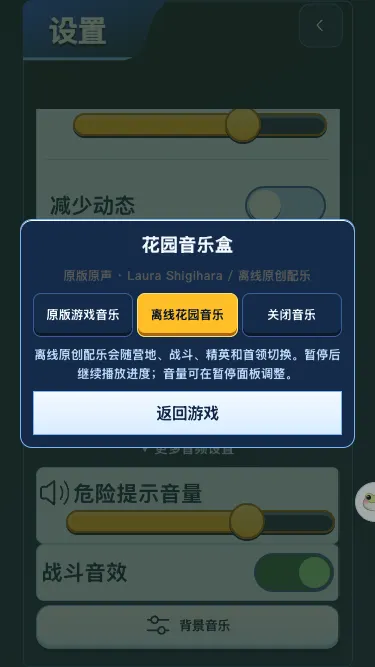 设置
减少动态
花园音乐盒
原版原声 · Laura Shigihara / 离线原创配乐
原版游戏音乐
离线花园音乐
关闭音乐
离线原创配乐会随营地、战斗、精英和首领切换。暂停后
继续播放进度；音量可在暂停面板调整。
返回游戏
更多音频设置
危险提示音量
战斗音效
背景音乐